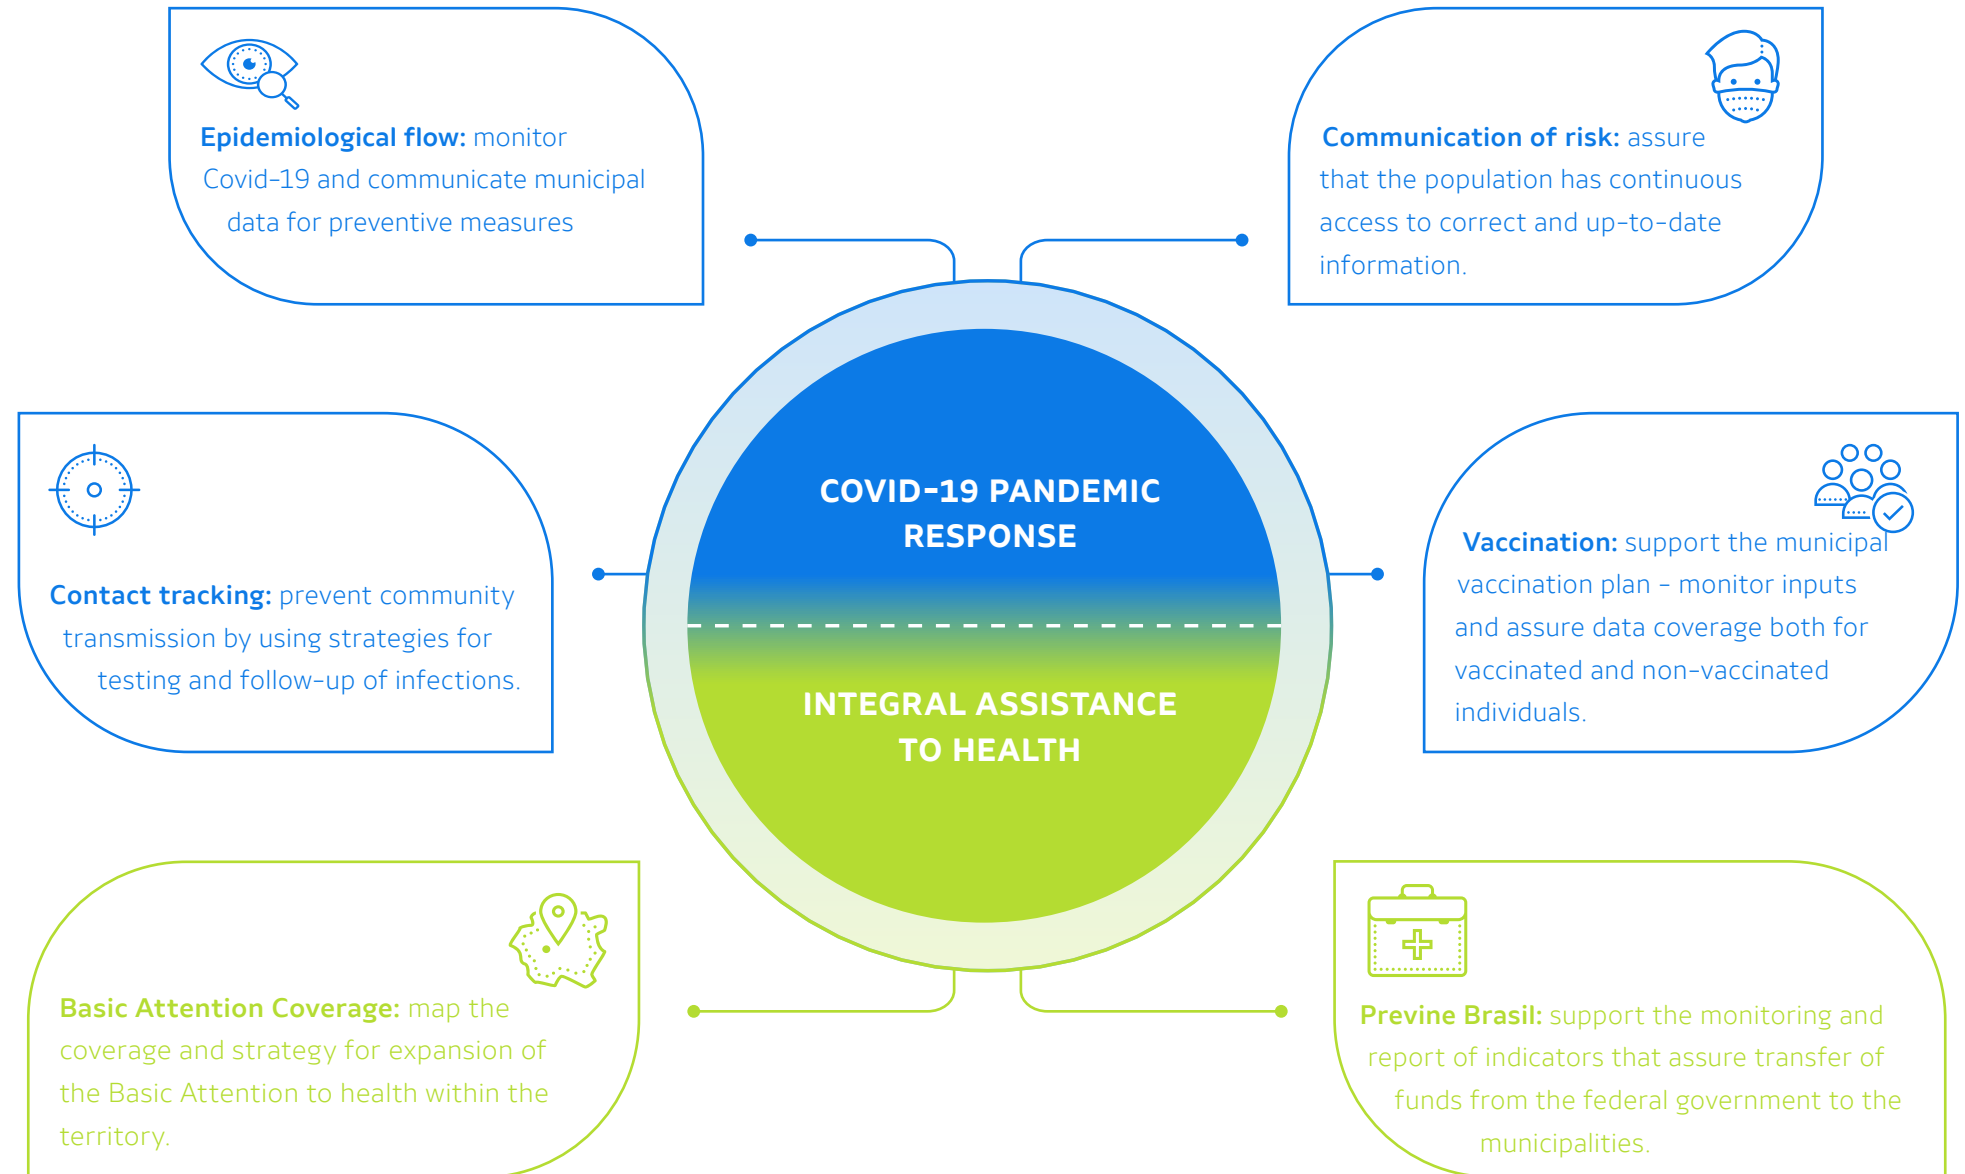 Epidemiological flow: monitor
Covid-19 and communicate municipal
data for preventive measures
Communication of risk: assure
that the population has continuous
access to correct and up-to-date
information.
Contact tracking: prevent community
transmission by using strategies for
testing and follow-up of infections.
COVID-19 PANDEMIC
RESPONSE
INTEGRAL ASSISTANCE
TO HEALTH
Vaccination: support the municipal
vaccination plan - monitor inputs
and assure data coverage both for
vaccinated and non-vaccinated
individuals.
Basic Attention Coverage: map the
coverage and strategy for expansion of
the Basic Attention to health within the
territory.
Previne Brasil: support the monitoring and
report of indicators that assure transfer of
funds from the federal government to the
municipalities.